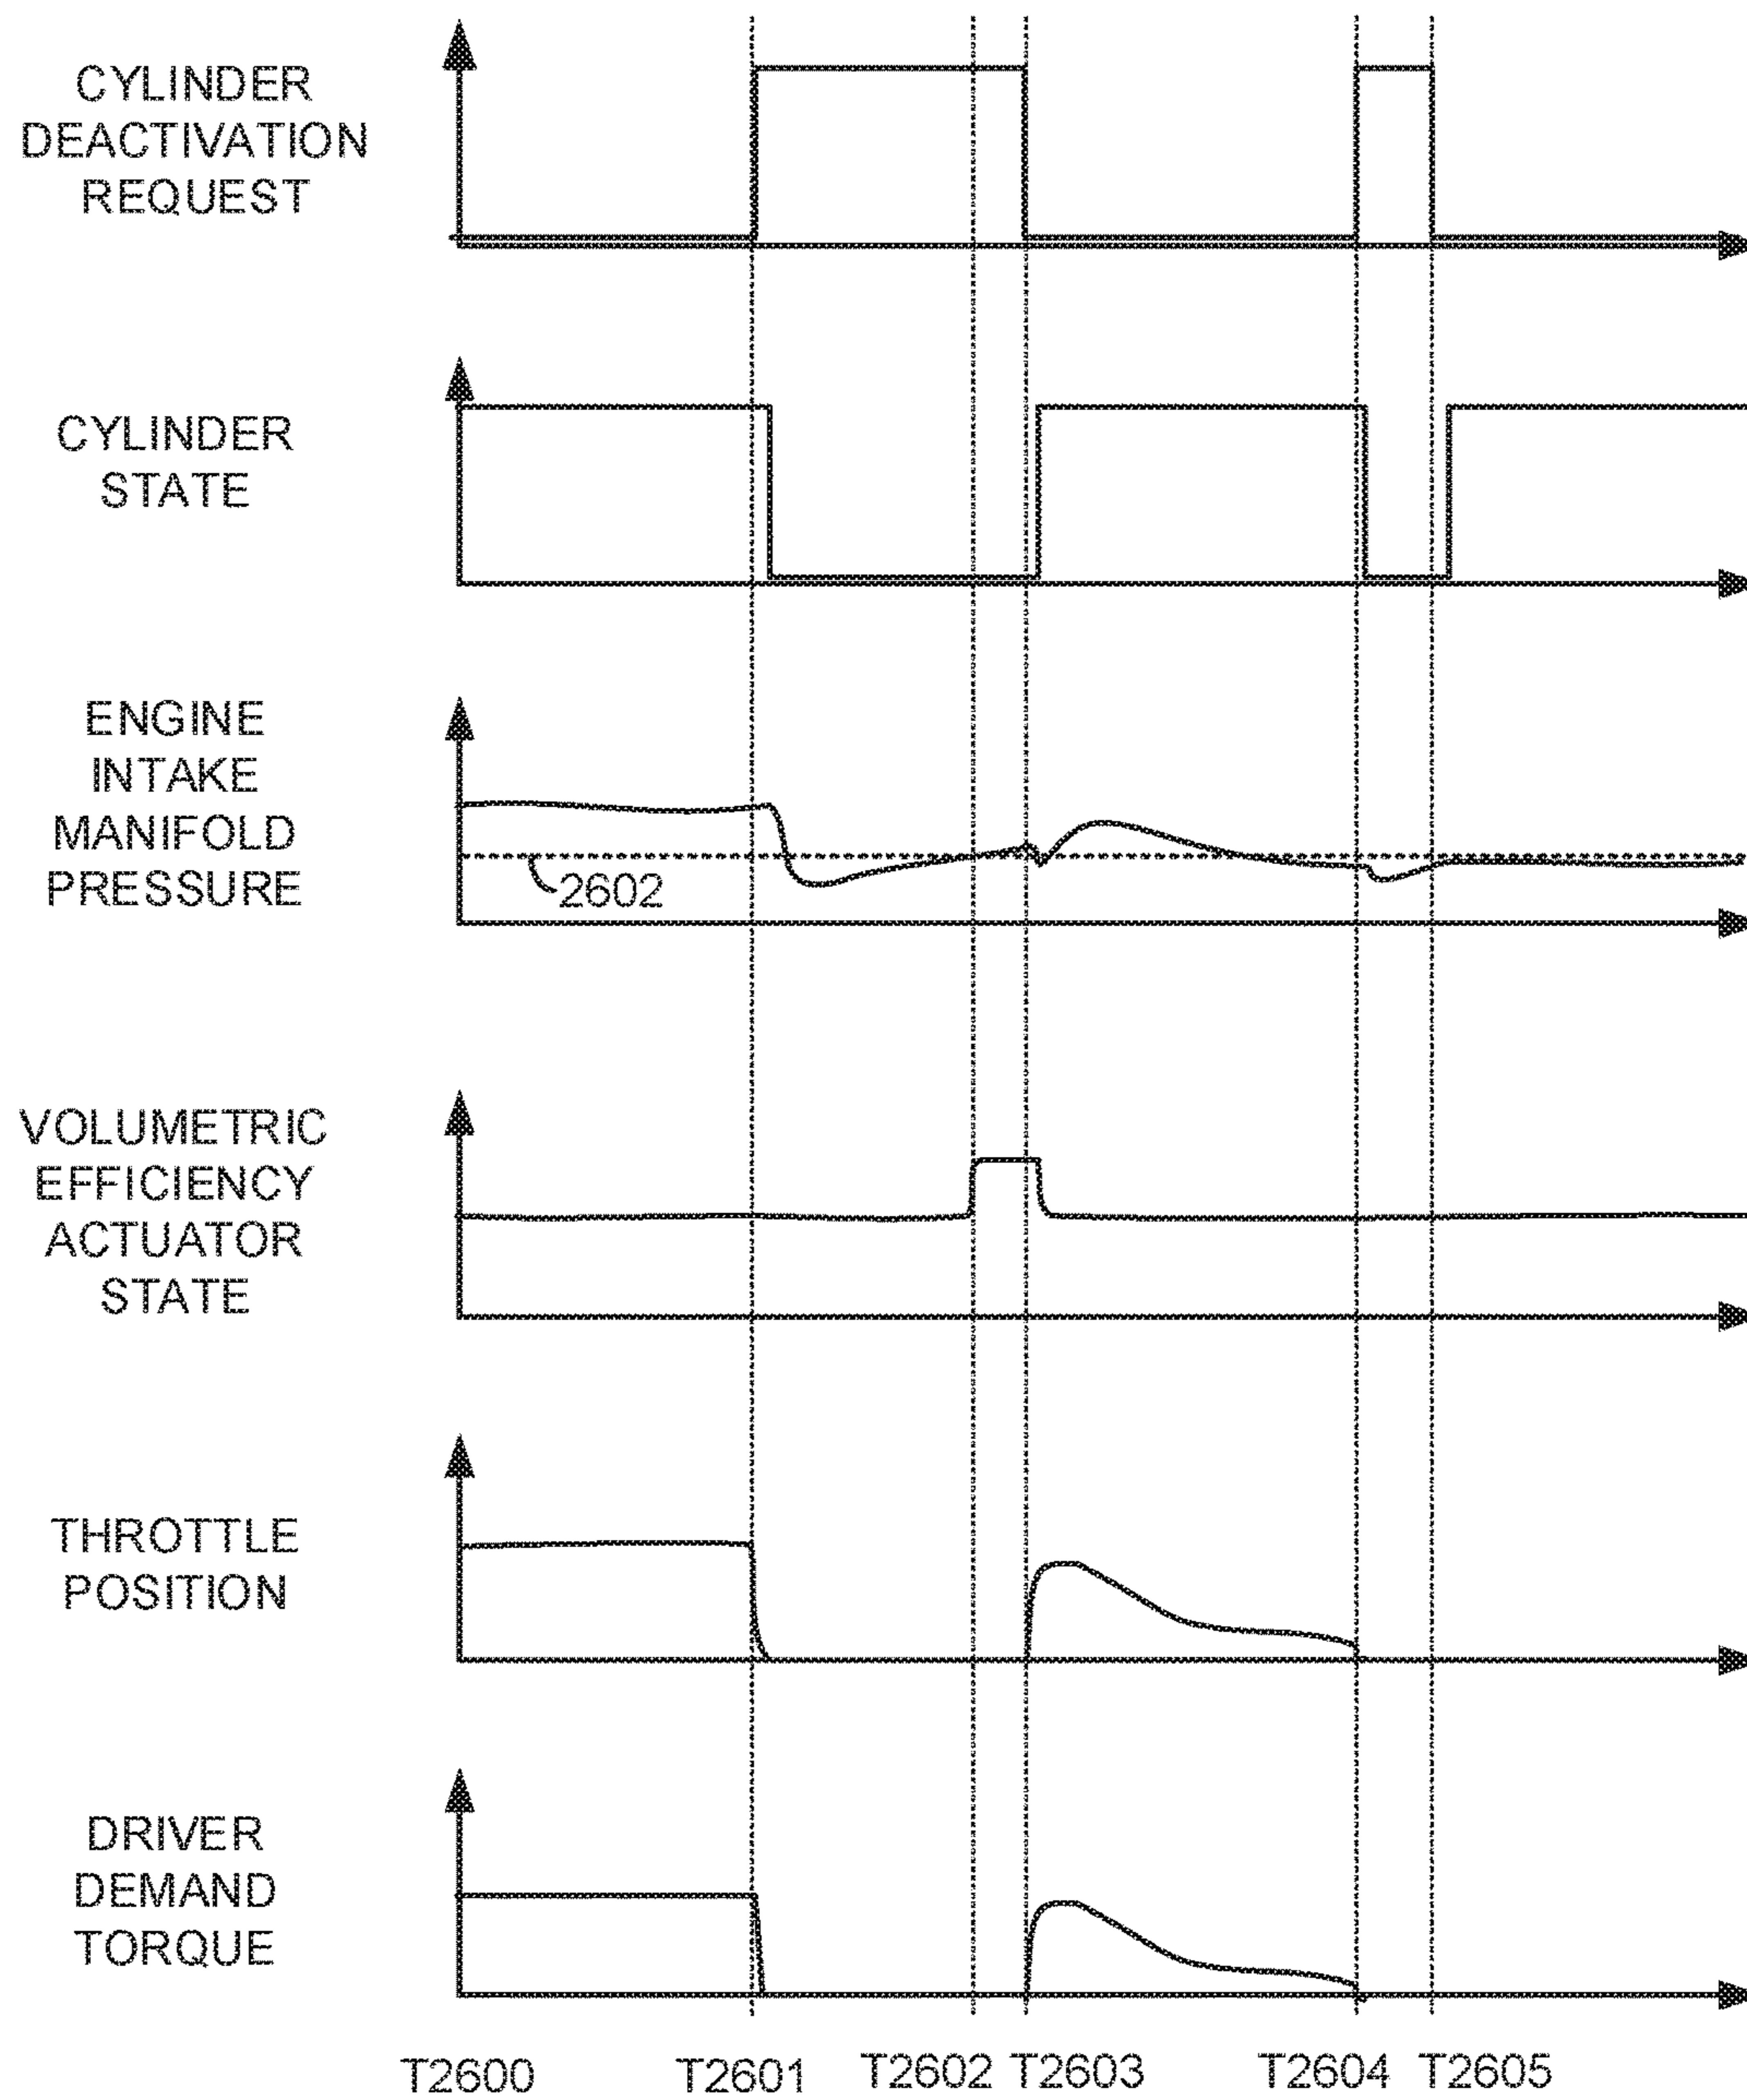 CYLINDER
DEACTIVATION
REQUEST
CYLINDER
STATE
ENGINE
INTAKE
MANIFOLD
PRESSURE
2602
VOLUMETRIC
EFFICIENCY
ACTUATOR
STATE
THROTTLE
POSITION
DRIVER
DEMAND
TORQUE
T2600 T2601 T2602 T2603 T2604 T2605